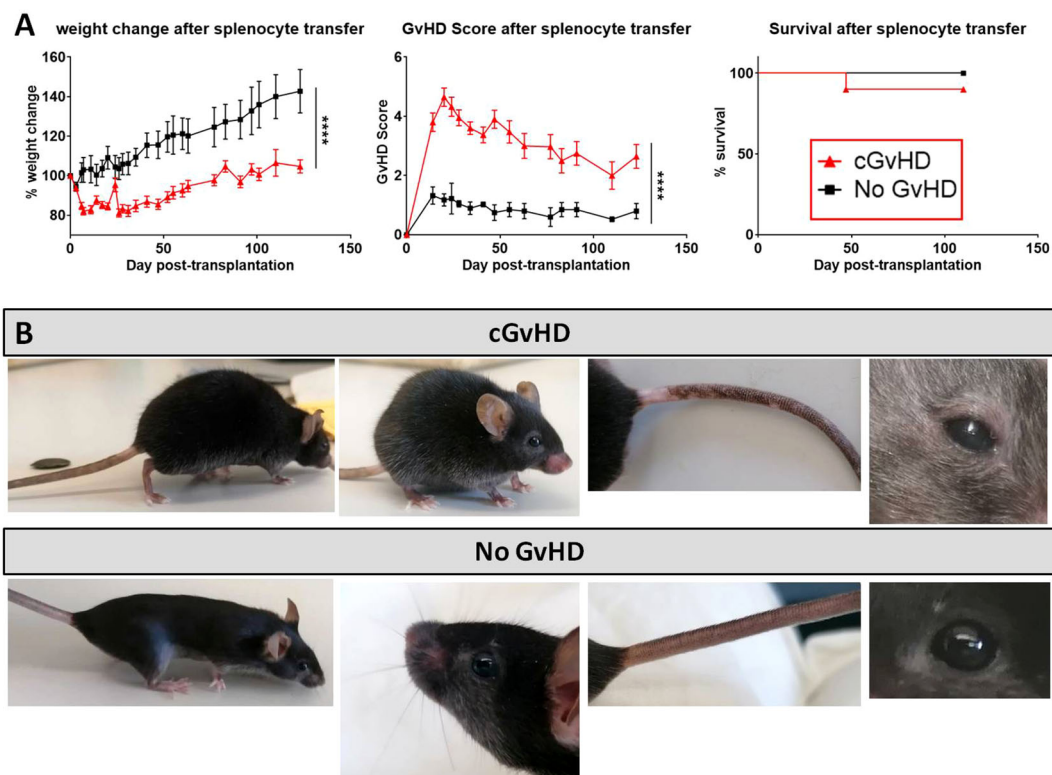 A
weight change after splenocyte transfer
% weight change
160
140
120
100
80
0
50
100
150
Day post-transplantation
****
GvHD Score after splenocyte transfer
GvHD Score
6
4
2
0
0
50
100
150
Day post-transplantation
****
Survival after splenocyte transfer
% survival
100
50
0
0
50
100
150
Day post-transplantation
cGvHD
No GvHD
B
cGvHD
No GvHD